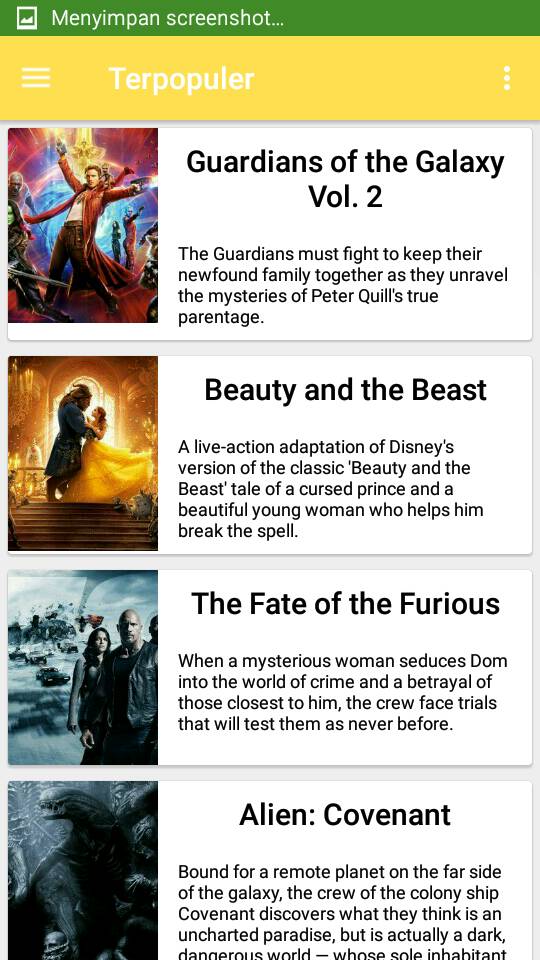 Menyimpan screenshot...
Terpopuler
Guardians of the Galaxy
Vol. 2
The Guardians must fight to keep their
newfound family together as they unravel
the mysteries of Peter Quill's true
parentage.
Beauty and the Beast
A live-action adaptation of Disney's
version of the classic 'Beauty and the
Beast' tale of a cursed prince and a
beautiful young woman who helps him
break the spell.
The Fate of the Furious
When a mysterious woman seduces Dom
into the world of crime and a betrayal of
those closest to him, the crew face trials
that will test them as never before.
Alien: Covenant
Bound for a remote planet on the far side
of the galaxy, the crew of the colony ship
Covenant discovers what they think is an
uncharted paradise, but is actually a dark,
dangerous world — whose sole inhabitant